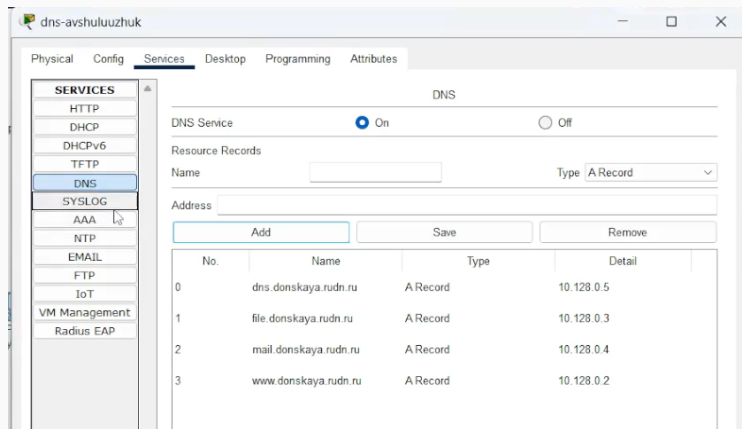 dns-avshuluuzhuk
Physical Config Services Desktop Programming Attributes
SERVICES
HTTP
DHCP
DHCPv6
TFTP
DNS
SYSLOG
AAA
NTP
EMAIL
FTP
IoT
VM Management
Radius EAP
DNS
DNS Service On Off
Resource Records
Name Type A Record
Address
Add Save Remove
No. Name Type Detail
0 dns.donskaya.rudn.ru A Record 10.128.0.5
1 file.donskaya.rudn.ru A Record 10.128.0.3
2 mail.donskaya.rudn.ru A Record 10.128.0.4
3 www.donskaya.rudn.ru A Record 10.128.0.2